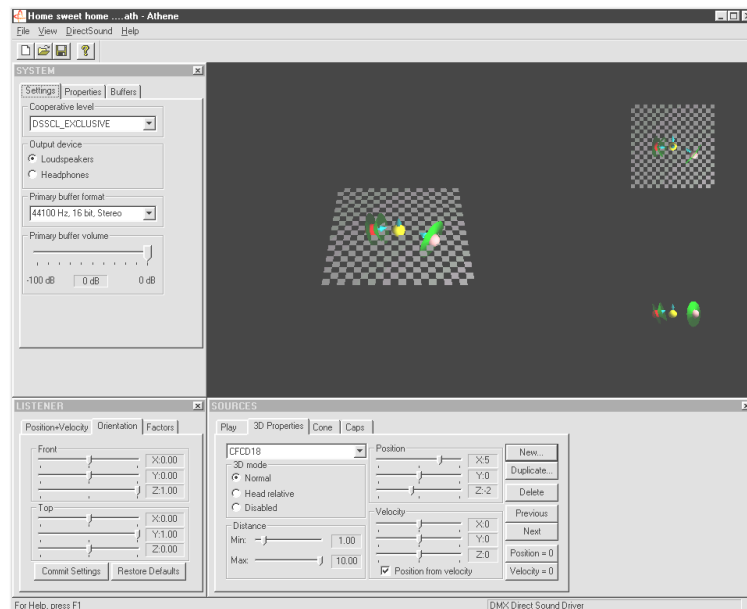 Home sweet home ....ath - Athene
File View DirectSound Help
SYSTEM
Settings Properties Buffers
Cooperative level
DSSCL_EXCLUSIVE
Output device
Loudspeakers
Headphones
Primary buffer format
44100 Hz, 16 bit, Stereo
Primary buffer volume
-100 dB 0 dB 0 dB
LISTENER
Position+Velocity Orientation Factors
Front
X:0.00
Y:0.00
Z:1.00
Top
X:0.00
Y:1.00
Z:0.00
Commit Settings Restore Defaults
SOURCES
Play 3D Properties Cone Caps
CFCD18
3D mode
Normal
Head relative
Disabled
Distance
Min: 1.00
Max: 10.00
Position
X:5
Y:0
Z:-2
Velocity
X:0
Y:0
Z:0
Position from velocity
New...
Duplicate...
Delete
Previous
Next
Position = 0
Velocity = 0
For Help, press F1
DMX Direct Sound Driver